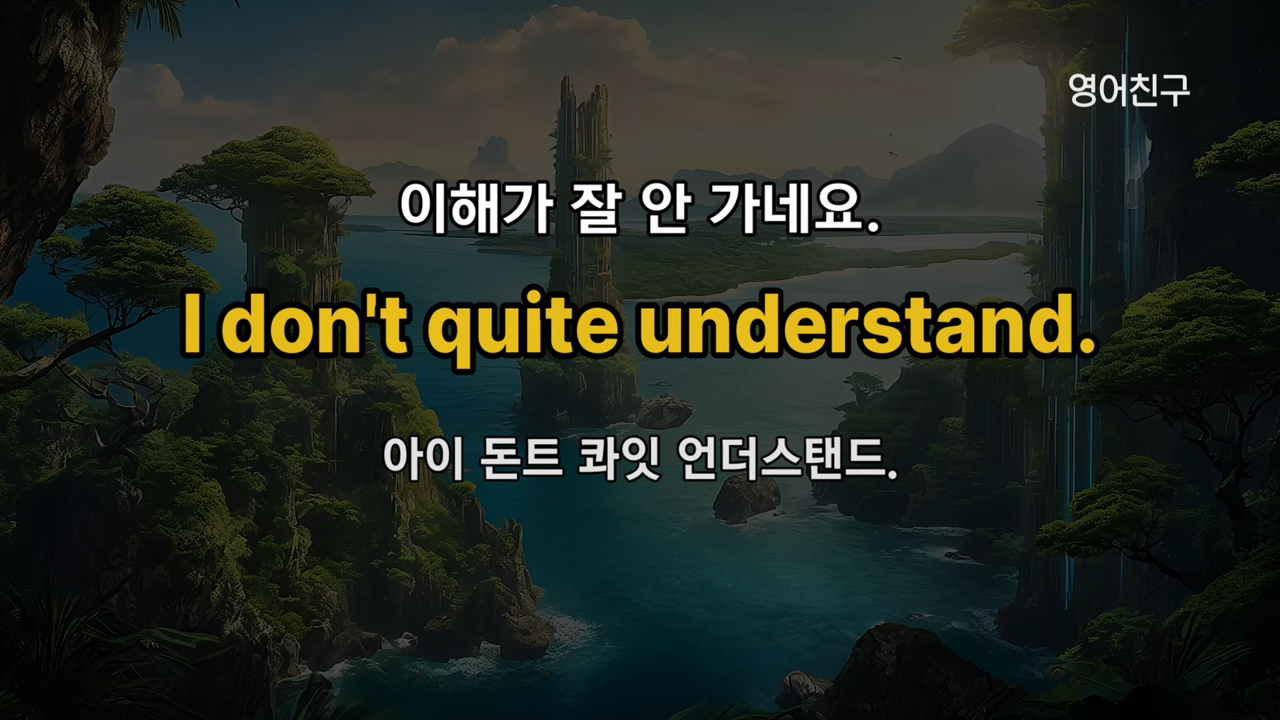 영어친구
이해가 잘 안 가네요.
I don't quite understand.
아이 돈트 콰잇 언더스탠드.